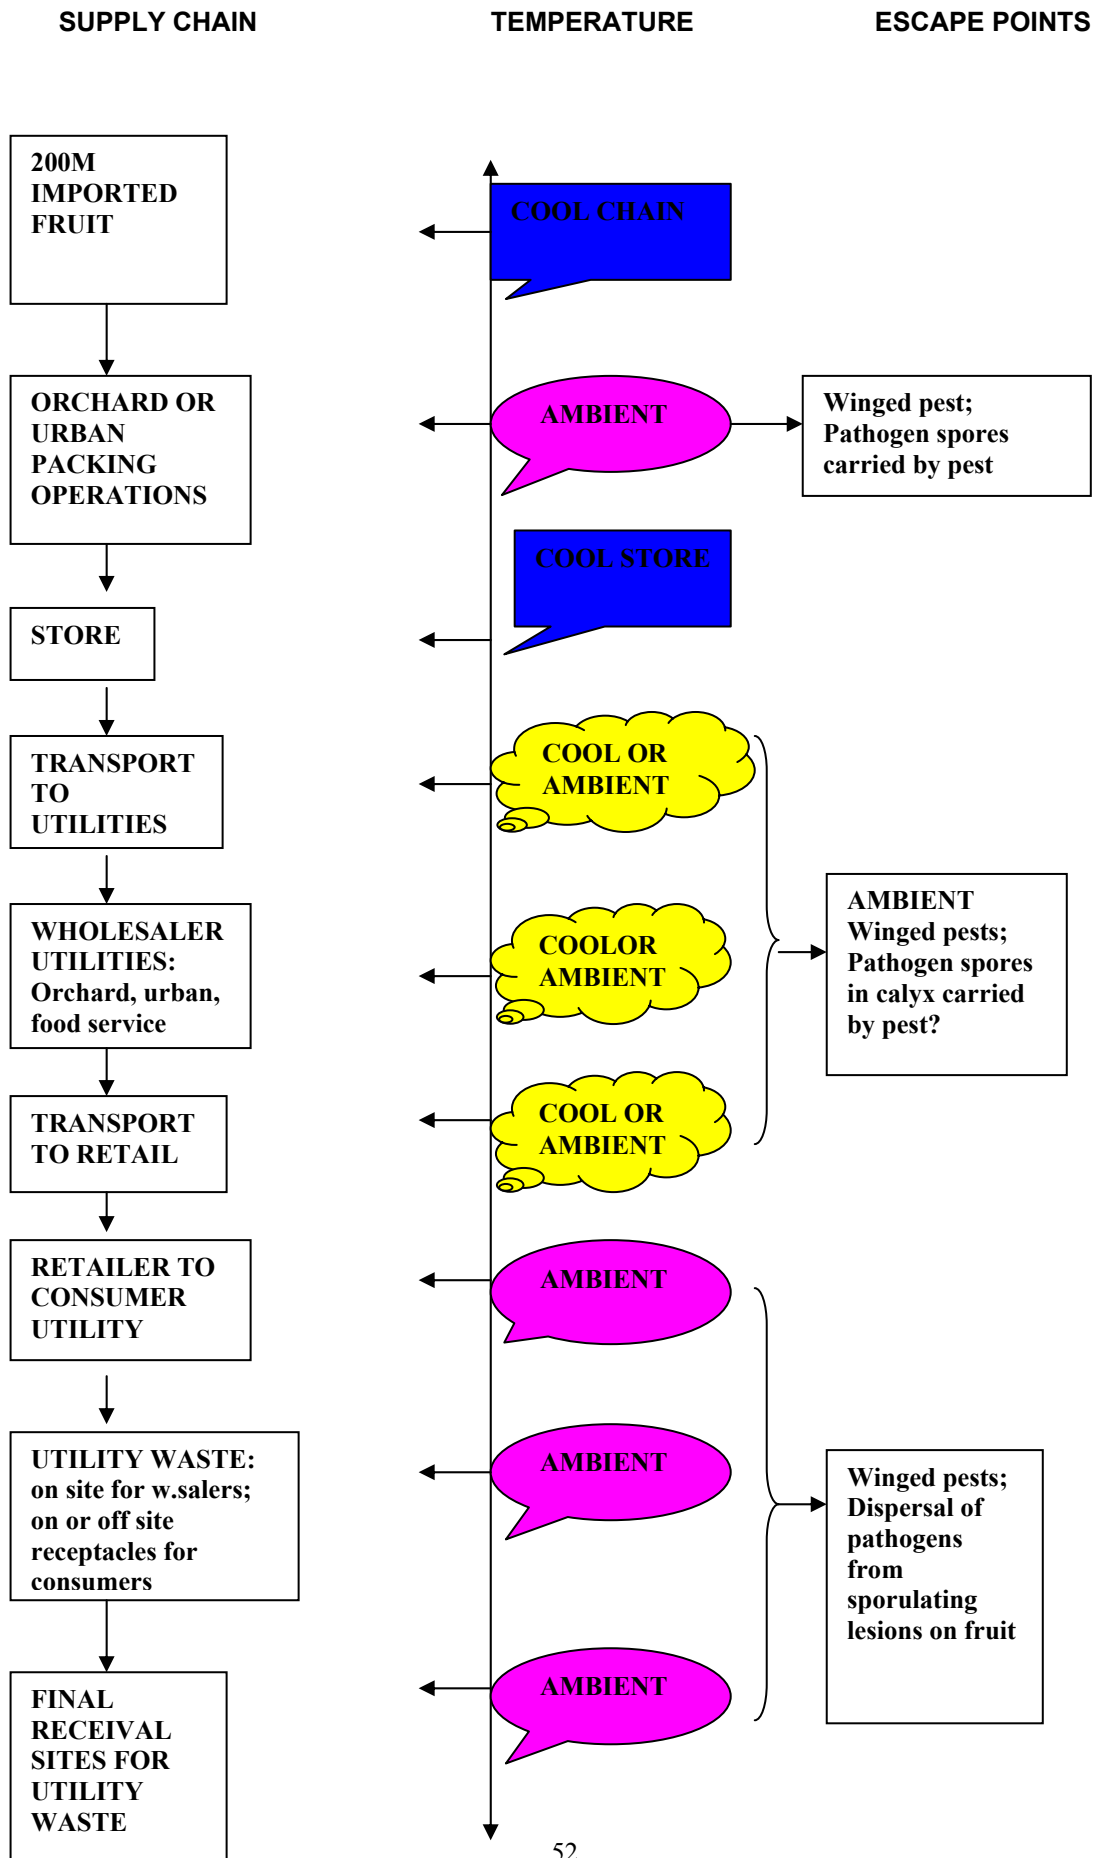 SUPPLY CHAIN
TEMPERATURE
ESCAPE POINTS
200M
IMPORTED
FRUIT
COOL CHAIN
ORCHARD OR
URBAN
PACKING
OPERATIONS
AMBIENT
Winged pest;
Pathogen spores
carried by pest
STORE
COOL STORE
TRANSPORT
TO
UTILITIES
COOL OR
AMBIENT
WHOLESALER
UTILITIES:
Orchard, urban,
food service
COOLOR
AMBIENT
AMBIENT
Winged pests;
Pathogen spores
in calyx carried
by pest?
TRANSPORT
TO RETAIL
COOL OR
AMBIENT
RETAILER TO
CONSUMER
UTILITY
AMBIENT
UTILITY WASTE:
on site for w.salers;
on or off site
receptacles for
consumers
AMBIENT
Winged pests;
Dispersal of
pathogens
from
sporulating
lesions on fruit
FINAL
RECEIVAL
SITES FOR
UTILITY
WASTE
AMBIENT
52